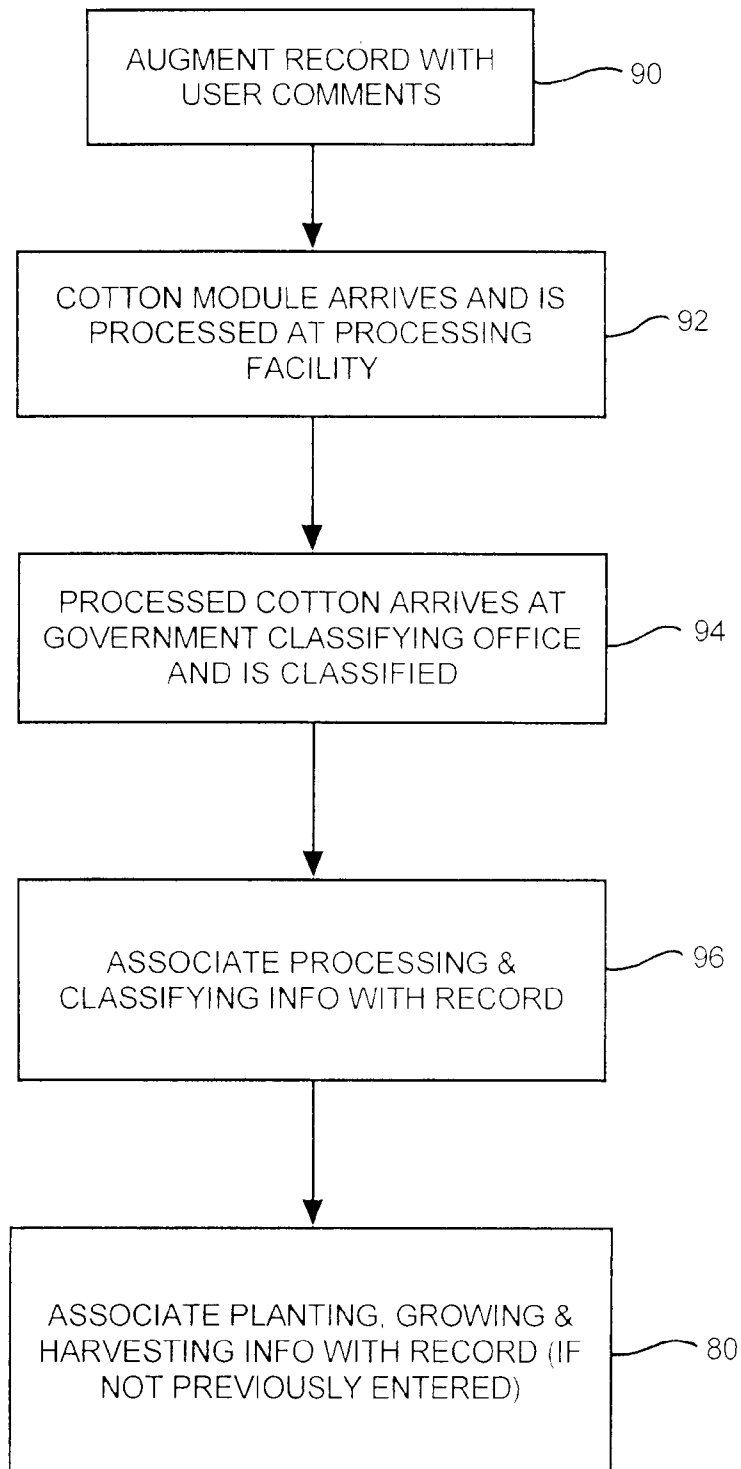 AUGMENT RECORD WITH
USER COMMENTS
90
COTTON MODULE ARRIVES AND IS
PROCESSED AT PROCESSING
FACILITY
92
PROCESSED COTTON ARRIVES AT
GOVERNMENT CLASSIFYING OFFICE
AND IS CLASSIFIED
94
ASSOCIATE PROCESSING &
CLASSIFYING INFO WITH RECORD
96
ASSOCIATE PLANTING, GROWING &
HARVESTING INFO WITH RECORD (IF
NOT PREVIOUSLY ENTERED)
80